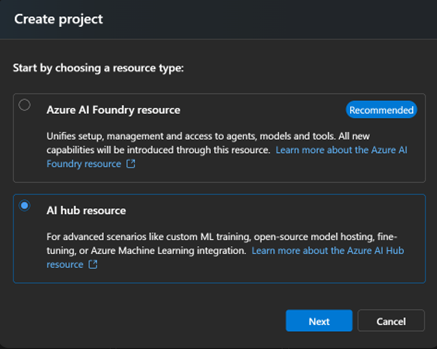 Create project
Start by choosing a resource type:
Azure AI Foundry resource
Recommended
Unifies setup, management and access to agents, models and tools. All new
capabilities will be introduced through this resource. Learn more about the Azure AI
Foundry resource
AI hub resource
For advanced scenarios like custom ML training, open-source model hosting, fine-
tuning, or Azure Machine Learning integration. Learn more about the Azure AI Hub
resource
Next
Cancel